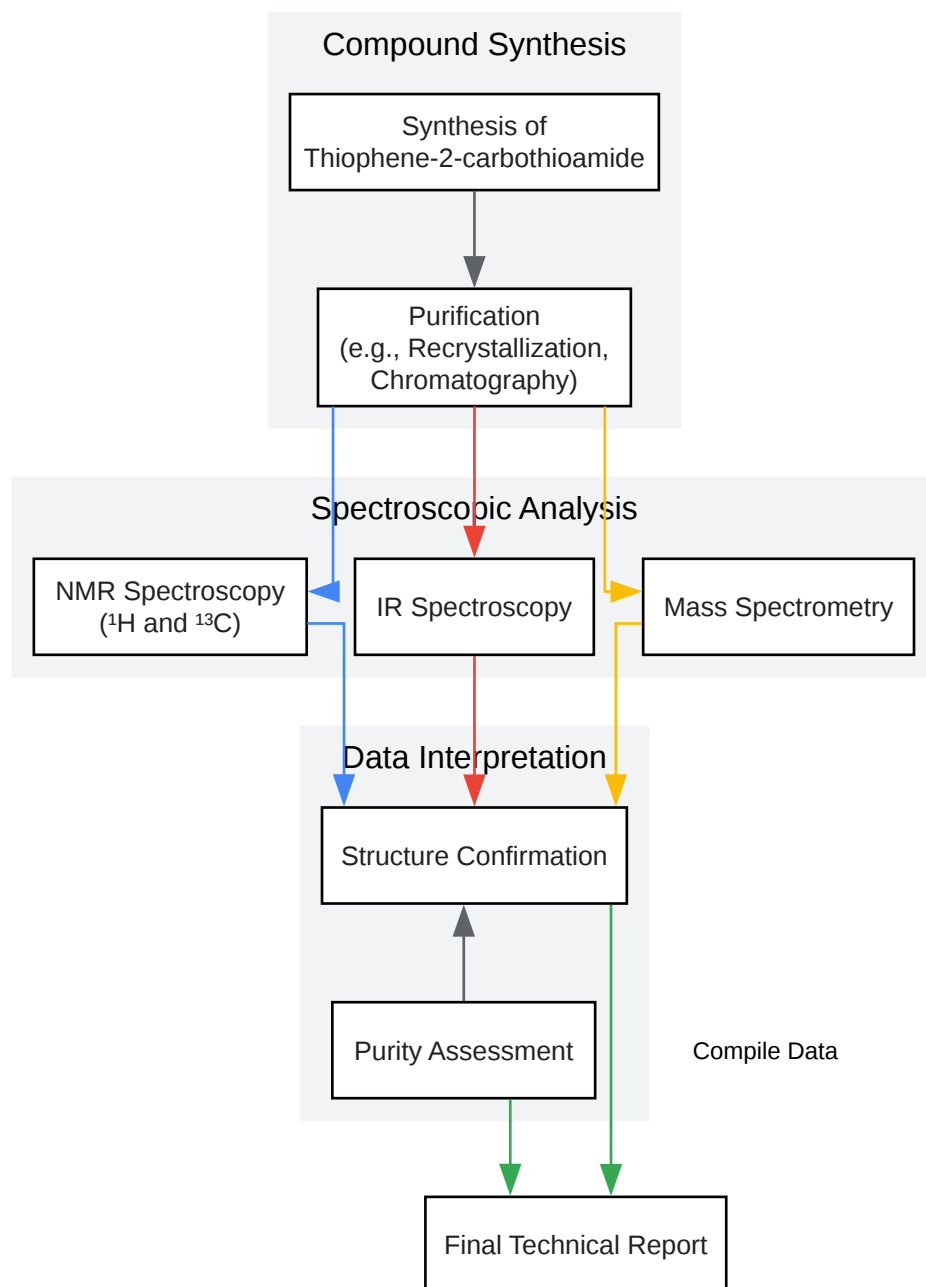 Compound Synthesis
Synthesis of
Thiophene-2-carbothioamide
Purification
(e.g., Recrystallization,
Chromatography)
Spectroscopic Analysis
NMR Spectroscopy
(¹H and ¹³C)
IR Spectroscopy
Mass Spectrometry
Data Interpretation
Structure Confirmation
Purity Assessment
Compile Data
Final Technical Report